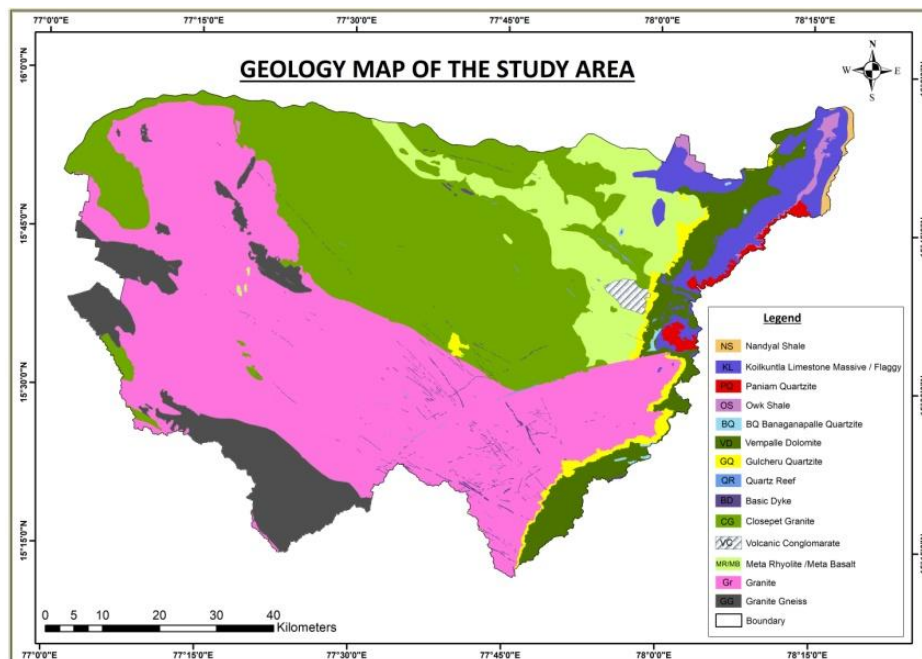 77°0'0"E
77°15'0"E
77°30'0"E
77°45'0"E
78°0'0"E
78°15'0"E
16°0'0"N
15°45'0"N
15°30'0"N
15°15'0"N
GEOLOGY MAP OF THE STUDY AREA
N
W E
S
Legend
NS Nandyal Shale
KL Koilkuntla Limestone Massive / Flaggy
PQ Paniam Quartzite
OS Owk Shale
BQ BQ Banaganapalle Quartzite
VD Vempalle Dolomite
GQ Gulcheru Quartzite
QR Quartz Reef
BD Basic Dyke
CG Closepet Granite
VC Volcanic Conglomarate
MR/MB Meta Rhyolite /Meta Basalt
Gr Granite
GG Granite Gneiss
Boundary
0 5 10 20 30 40
Kilometers
77°0'0"E
77°15'0"E
77°30'0"E
77°45'0"E
78°0'0"E
78°15'0"E